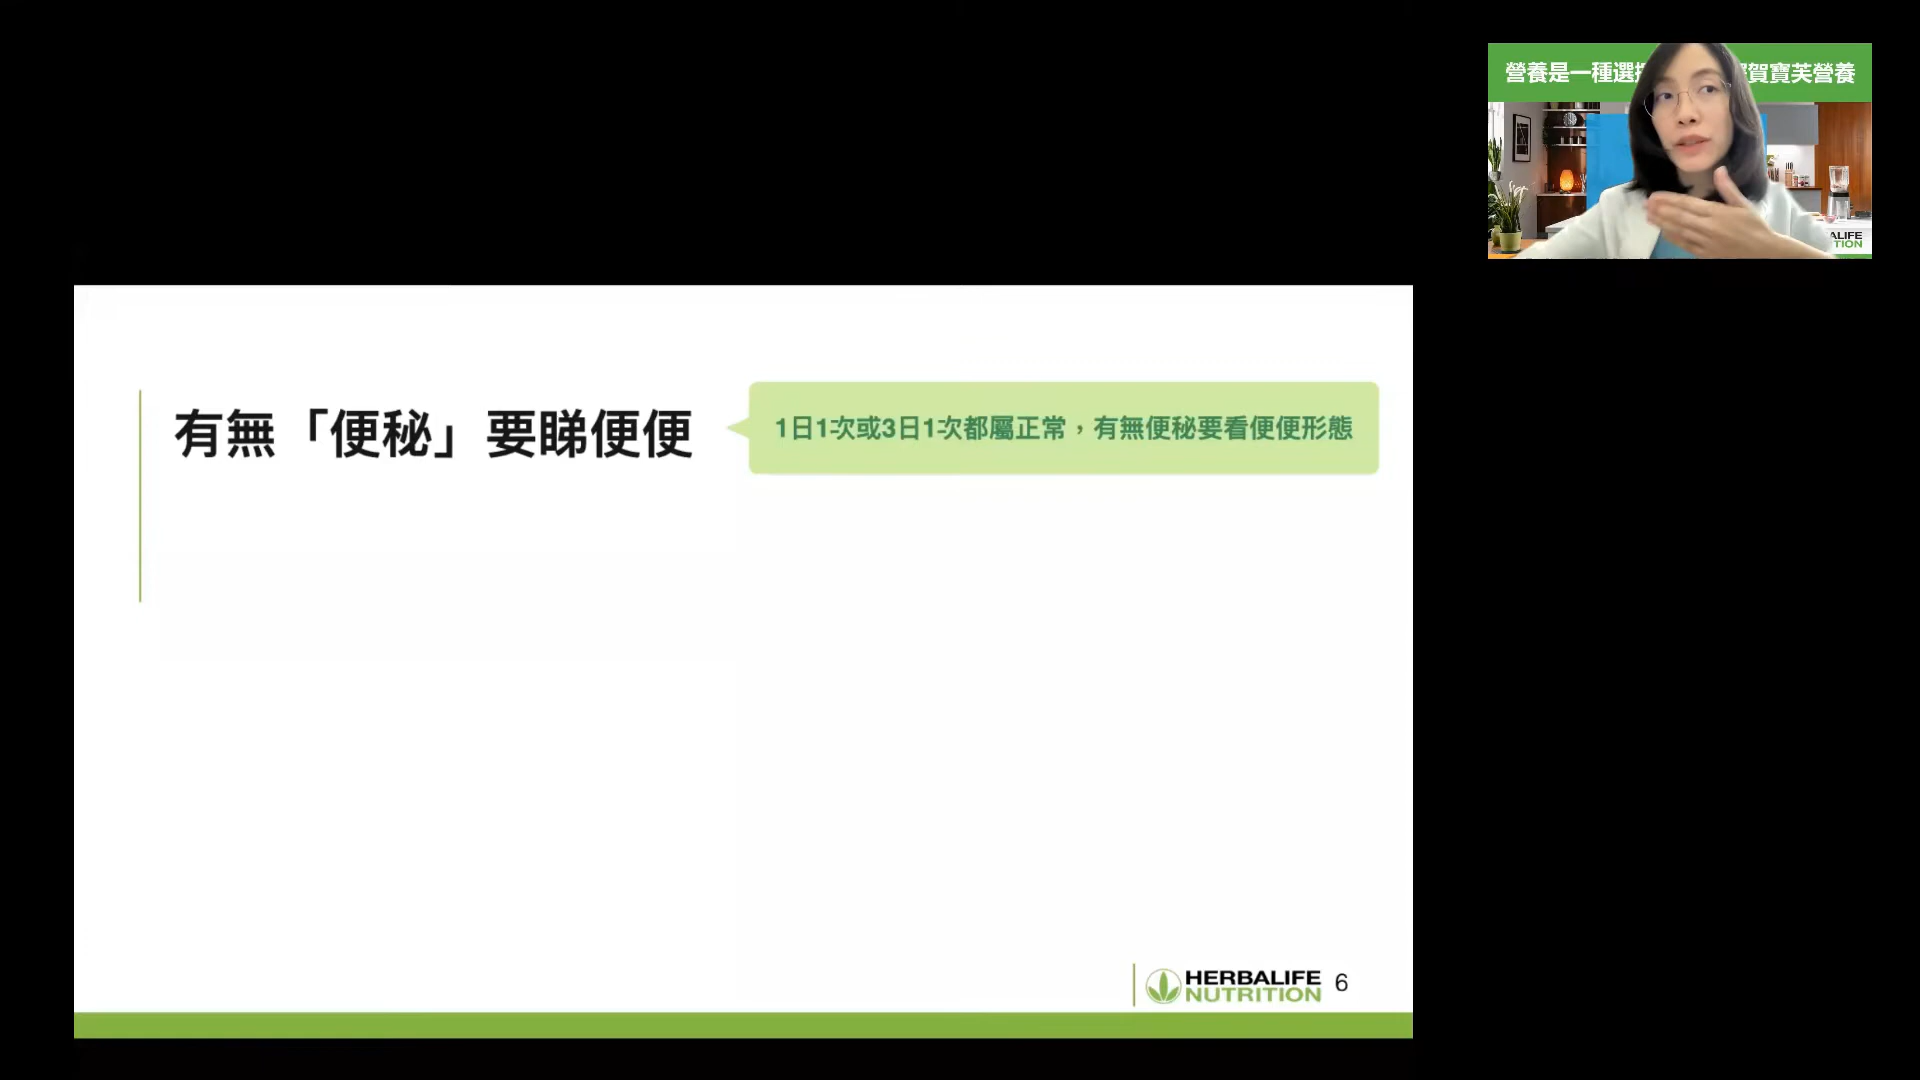 營養是一種選
賀寶芙營養
ALIFE
TION
有無「便秘」要睇便便
1日1次或3日1次都屬正常，有無便秘要看便便形態
HERBALIFE
NUTRITION
6